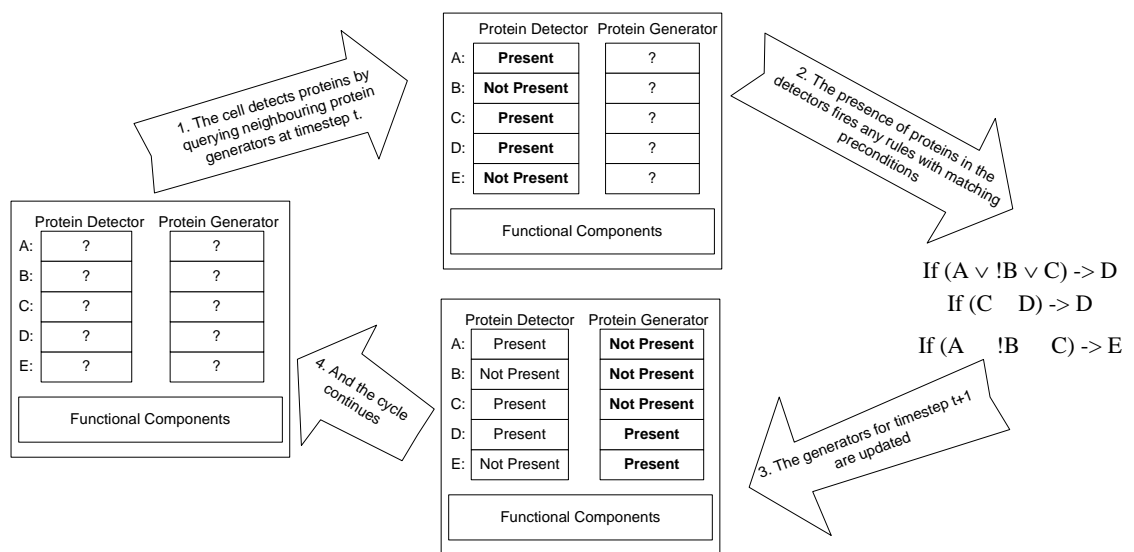 Protein Detector Protein Generator
A: Present ?
B: Not Present ?
C: Present ?
D: Present ?
E: Not Present ?
Functional Components
1. The cell detects proteins by
querying neighbouring protein
generators at timestep t.
2. The presence of proteins in the
detectors fires any rules with matching
preconditions
Protein Detector Protein Generator
A: ? ?
B: ? ?
C: ? ?
D: ? ?
E: ? ?
Functional Components
If (A ∨ !B ∨ C) -> D
If (C D) -> D
If (A !B C) -> E
Protein Detector Protein Generator
A: Present Not Present
B: Not Present Not Present
C: Present Not Present
D: Present Present
E: Not Present Present
Functional Components
3. The generators for timestep t+1
are updated
4. And the cycle
continues